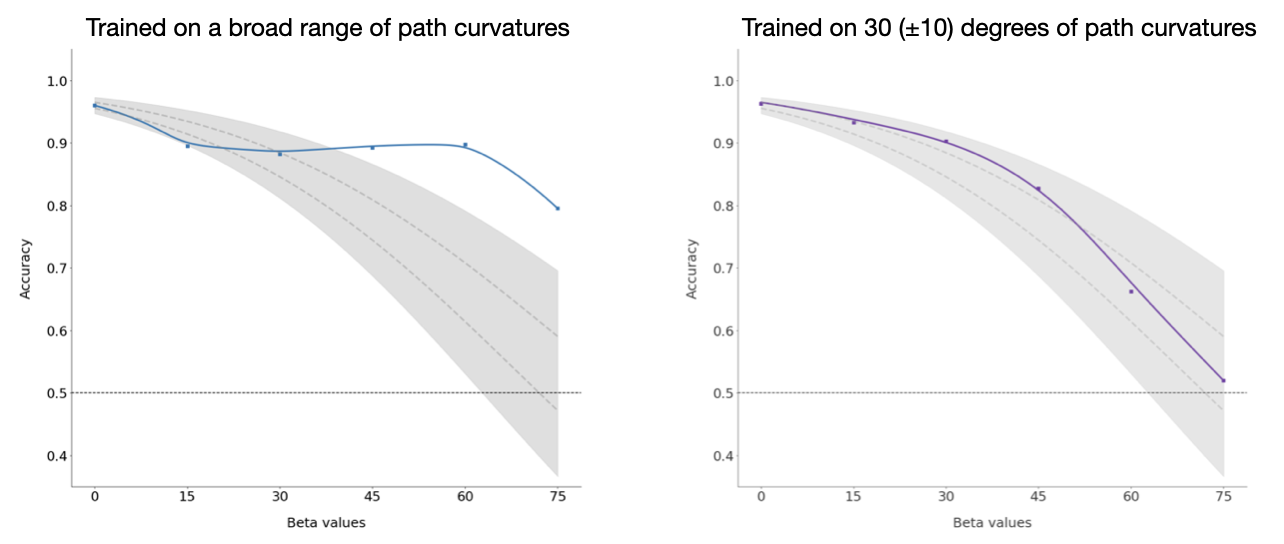 Trained on a broad range of path curvatures
1.0
0.9
0.8
0.7
0.6
0.5
0.4
Accuracy
0 15 30 45 60 75
Beta values
Trained on 30 (±10) degrees of path curvatures
1.0
0.9
0.8
0.7
0.6
0.5
0.4
Accuracy
0 15 30 45 60 75
Beta values